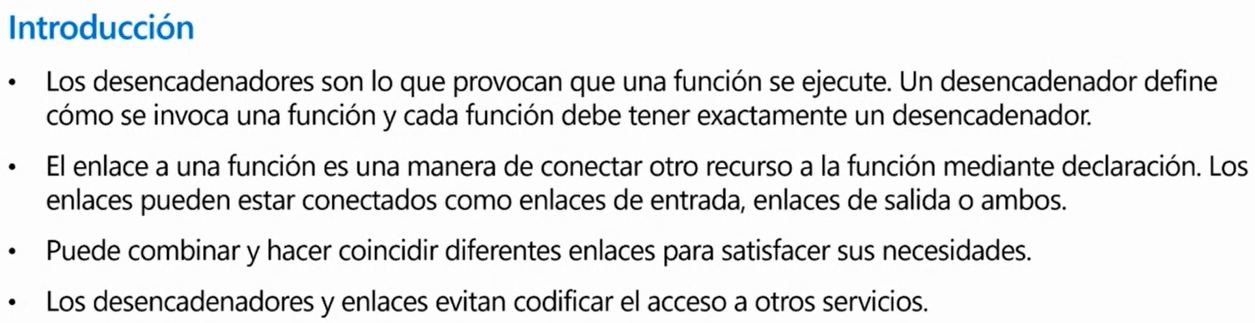 Introducción
• Los desencadenadores son lo que provocan que una función se ejecute. Un desencadenador define
cómo se invoca una función y cada función debe tener exactamente un desencadenador.
• El enlace a una función es una manera de conectar otro recurso a la función mediante declaración. Los
enlaces pueden estar conectados como enlaces de entrada, enlaces de salida o ambos.
• Puede combinar y hacer coincidir diferentes enlaces para satisfacer sus necesidades.
• Los desencadenadores y enlaces evitan codificar el acceso a otros servicios.